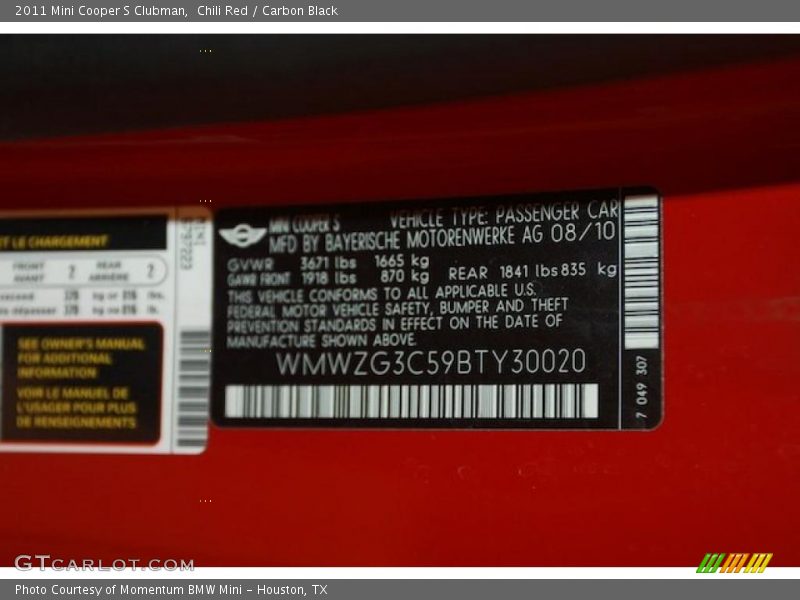 2011 Mini Cooper S Clubman,  Chili Red / Carbon Black
ET LE CHARGEMENT
FRONT
AVANT
2
REAR
ARRIÈRE
2
SEE OWNER'S MANUAL
FOR ADDITIONAL
INFORMATION
VOIR LE MANUEL DE
L'USAGER POUR PLUS
DE RENSEIGNEMENTS
MINI COOPER S VEHICLE TYPE: PASSENGER CAR
MFD BY BAYERISCHE MOTORENWERKE AG 08/10
GVWR 3671 lbs 1665 kg
GAWR FRONT 1918 lbs 870 kg REAR 1841 lbs 835 kg
THIS VEHICLE CONFORMS TO ALL APPLICABLE U.S.
FEDERAL MOTOR VEHICLE SAFETY, BUMPER AND THEFT
PREVENTION STANDARDS IN EFFECT ON THE DATE OF
MANUFACTURE SHOWN ABOVE.
WMWZG3C59BTY30020
7 049 307
GTCARLOT.COM
Photo Courtesy of Momentum BMW Mini - Houston, TX